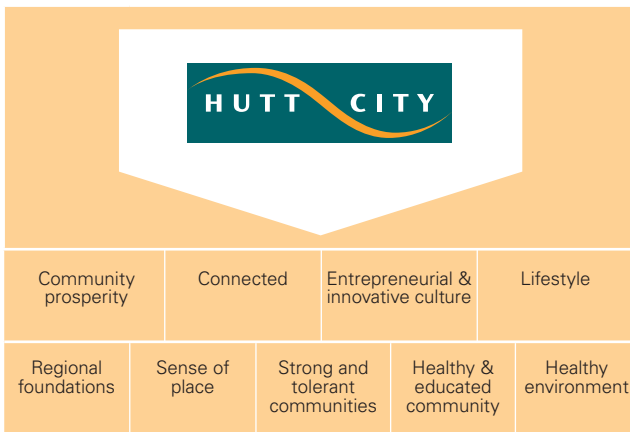 HUTT CITY
Community
prosperity
Connected
Entrepreneurial &
innovative culture
Lifestyle
Regional
foundations
Sense of
place
Strong and
tolerant
communities
Healthy &
educated
community
Healthy
environment